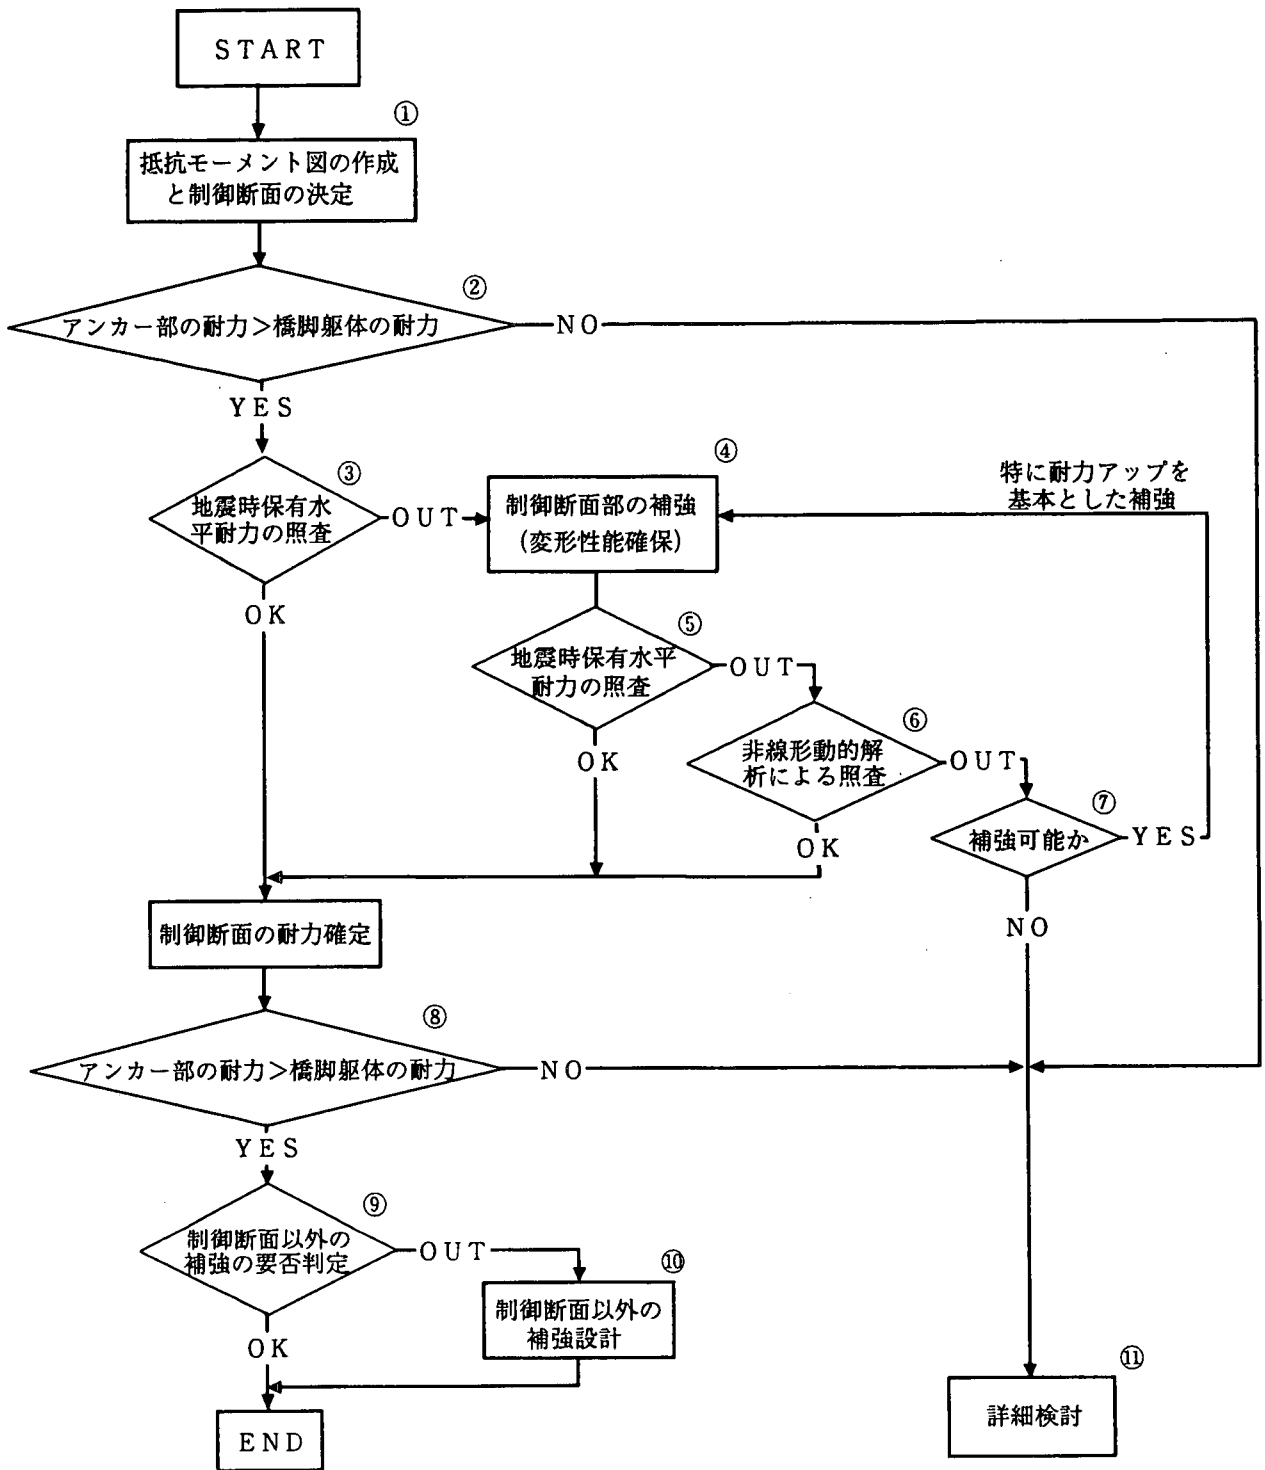 START
①
抵抗モーメント図の作成
と制御断面の決定
②
アンカー部の耐力>橋脚躯体の耐力
NO
YES
③
地震時保有水
平耐力の照査
OUT
OK
④
制御断面部の補強
(変形性能確保)
特に耐力アップを
基本とした補強
⑤
地震時保有水平
耐力の照査
OUT
OK
⑥
非線形動的解
析による照査
OUT
OK
⑦
補強可能か
YES
NO
制御断面の耐力確定
⑧
アンカー部の耐力>橋脚躯体の耐力
NO
YES
⑨
制御断面以外の
補強の要否判定
OUT
OK
⑩
制御断面以外の
補強設計
END
⑪
詳細検討